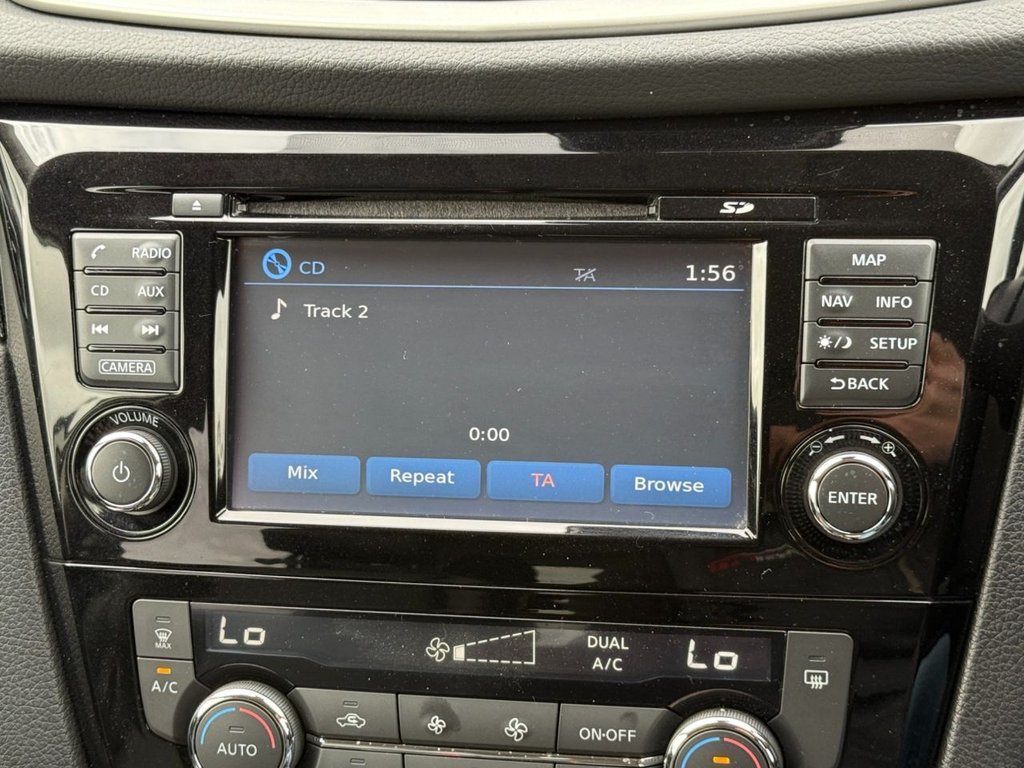 SD
RADIO
CD AUX
CAMERA
VOLUME
CD TA 1:56
Track 2
0:00
Mix Repeat TA Browse
MAP
NAV INFO
SETUP
BACK
ENTER
MAX
A/C
Lo
DUAL
A/C
Lo
AUTO
ON·OFF